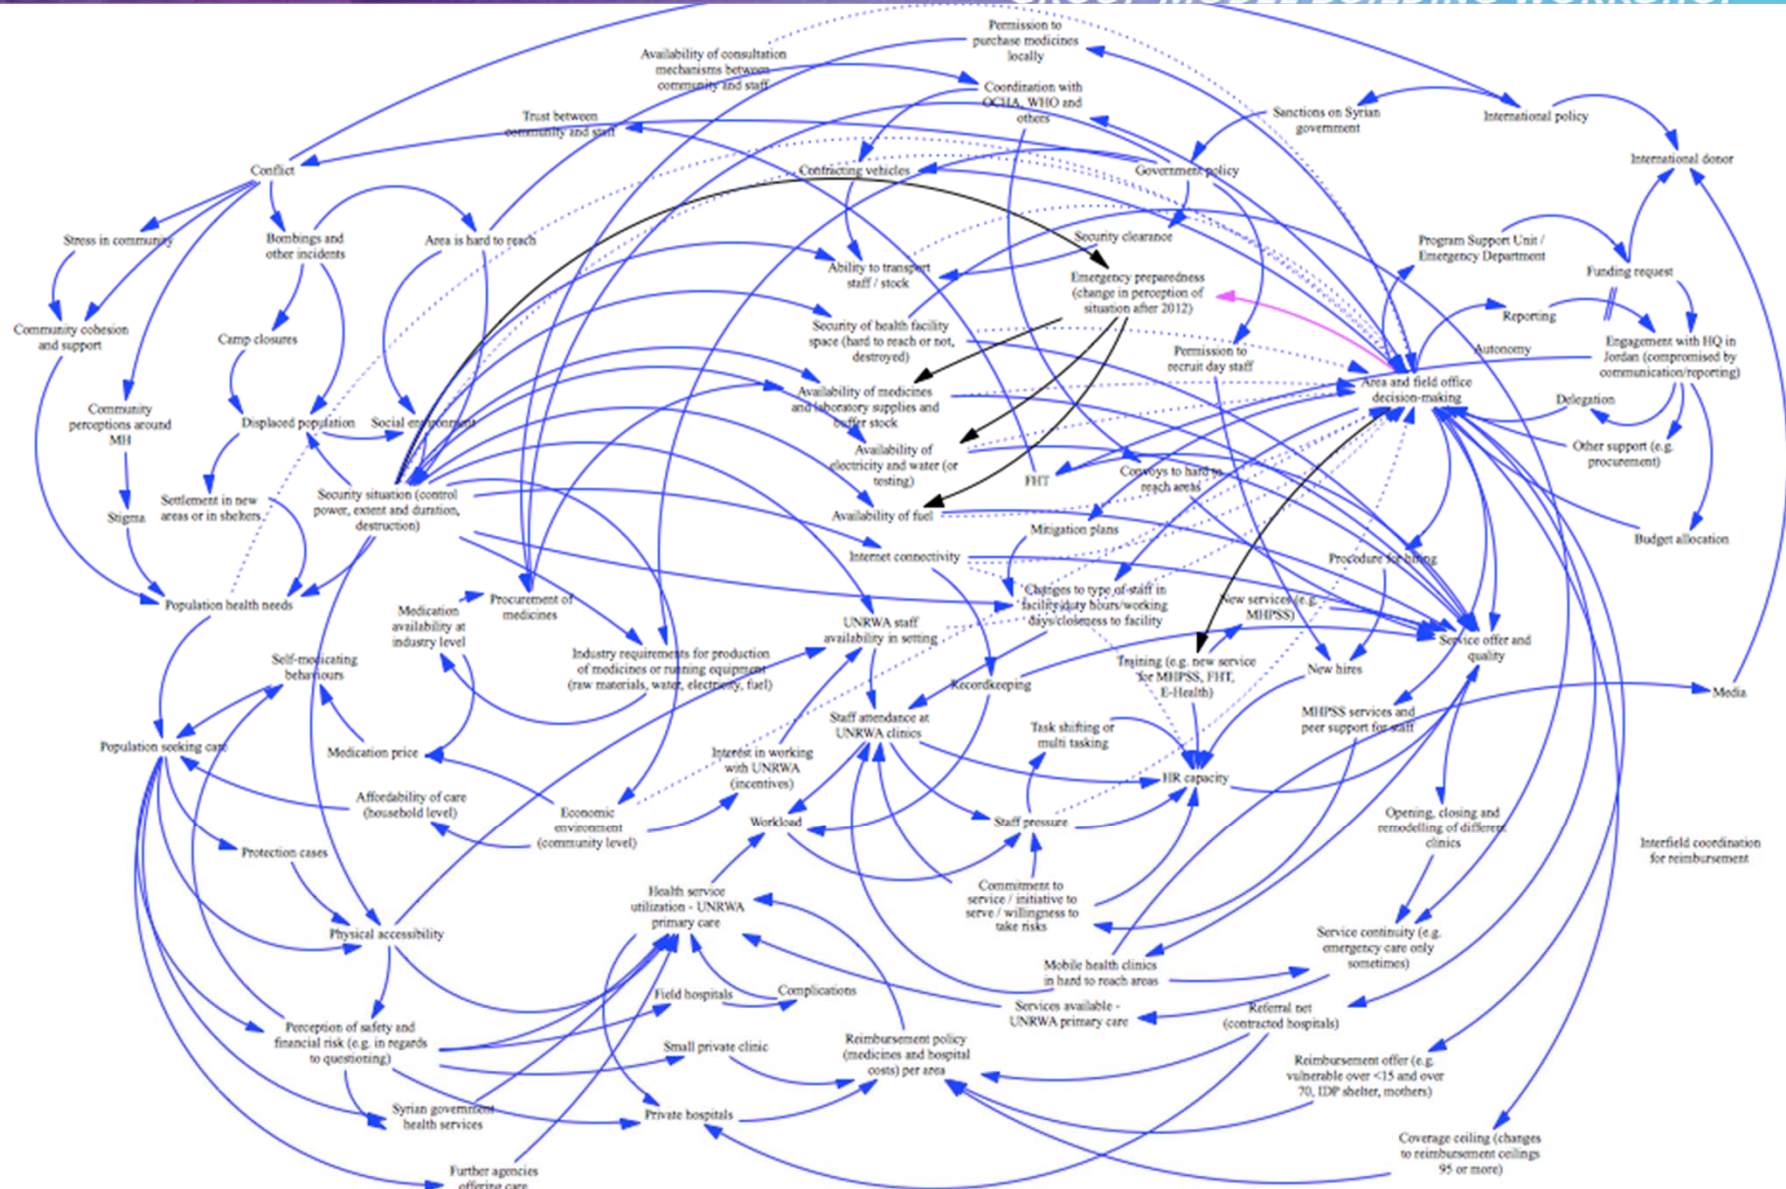 GROUP MODEL BUILDING WORKSHOP
Permission to
purchase medicines
locally
Availability of consultation
mechanisms between
community and staff
Coordination with
OCHA, WHO and
others
Sanctions on Syrian
government
International policy
Trust between
community and staff
International donor
Conflict
Contracting vehicles
Government policy
Stress in community
Bombings and
other incidents
Area is hard to reach
Security clearance
Program Support Unit /
Emergency Department
Ability to transport
staff / stock
Emergency preparedness
(change in perception of
situation after 2012)
Funding request
Reporting
Community cohesion
and support
Camp closures
Security of health facility
space (hard to reach or not,
destroyed)
Permission to
recruit day staff
Autonomy
Engagement with HQ in
Jordan (compromised by
communication/reporting)
Area and field office
decision-making
Availability of medicines
and laboratory supplies and
buffer stock
Delegation
Community
perceptions around
MH
Displaced population
Social environment
Availability of
electricity and water (or
testing)
Other support (e.g.
procurement)
FHT
Convoys to hard to
reach areas
Settlement in new
areas or in shelters
Security situation (control
power, extent and duration,
destruction)
Stigma
Availability of fuel
Mitigation plans
Budget allocation
Internet connectivity
Procedure for hiring
Population health needs
Medication
availability at
industry level
Procurement of
medicines
Changes to type of staff in
facility/duty hours/working
days/closeness to facility
New services (e.g.
MHPSS)
UNRWA staff
availability in setting
Service offer and
quality
Self-medicating
behaviours
Industry requirements for production
of medicines or running equipment
(raw materials, water, electricity, fuel)
Recordkeeping
Training (e.g. new service
for MHPSS, FHT,
E-Health)
New hires
Media
Staff attendance at
UNRWA clinics
Task shifting or
multi tasking
MHPSS services and
peer support for staff
Population seeking care
Medication price
Interest in working
with UNRWA
(incentives)
HR capacity
Affordability of care
(household level)
Economic
environment
(community level)
Workload
Staff pressure
Opening, closing and
remodelling of different
clinics
Interfield coordination
for reimbursement
Protection cases
Health service
utilization - UNRWA
primary care
Commitment to
service / initiative to
serve / willingness to
take risks
Physical accessibility
Service continuity (e.g.
emergency care only
sometimes)
Mobile health clinics
in hard to reach areas
Field hospitals
Complications
Services available -
UNRWA primary care
Referral net
(contracted hospitals)
Perception of safety and
financial risk (e.g. in regards
to questioning)
Small private clinic
Reimbursement policy
(medicines and hospital
costs) per area
Reimbursement offer (e.g.
vulnerable over <15 and over
70, IDP shelter, mothers)
Syrian government
health services
Private hospitals
Coverage ceiling (changes
to reimbursement ceilings
95 or more)
Further agencies
offering care